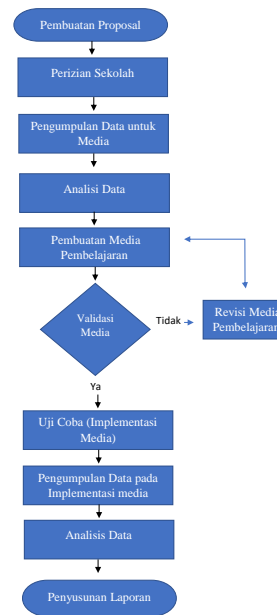 Pembuatan Proposal
Perizian Sekolah
Pengumpulan Data untuk
Media
Analisi Data
Pembuatan Media
Pembelajaran
Validasi
Media
Tidak
Revisi Media
Pembelajaran
Ya
Uji Coba (Implementasi
Media)
Pengumpulan Data pada
Implementasi media
Analisis Data
Penyusunan Laporan